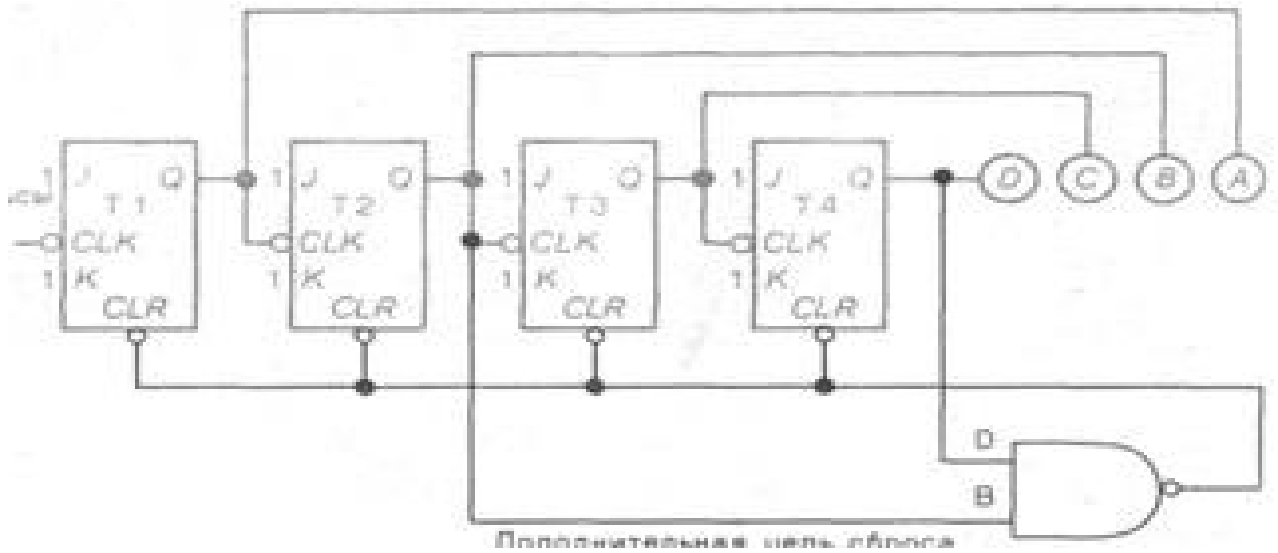 1 J Q 1 J Q 1 J Q 1 J Q D C B A
T1 T2 T3 T4
CLK CLK CLK CLK
1 K 1 K 1 K 1 K
CLR CLR CLR CLR
D
B
Дополнительная цепь сброса